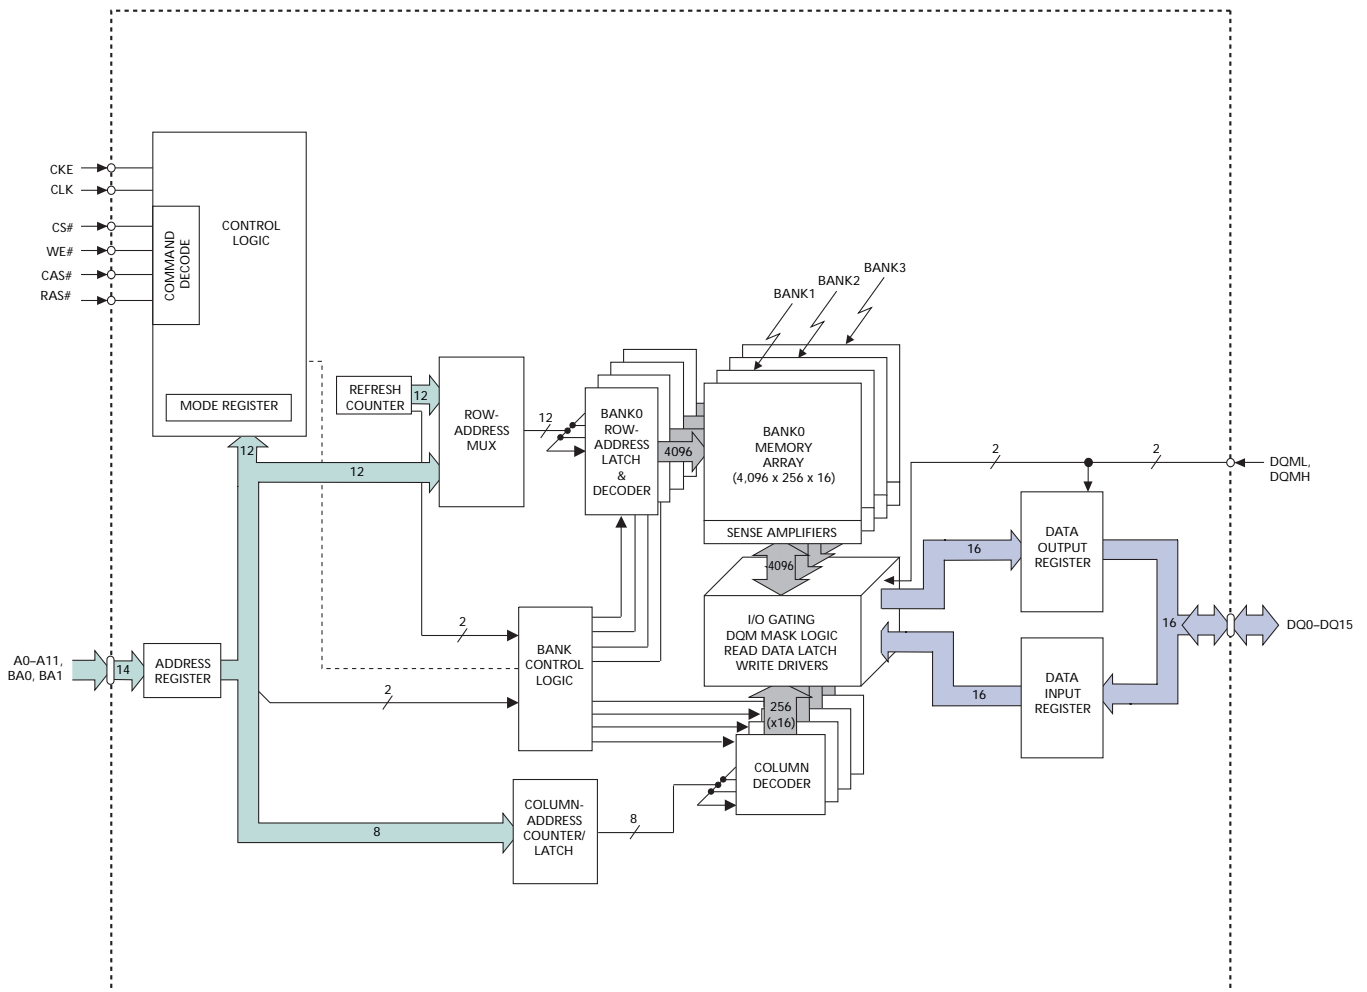 CKE
CLK
CS#
WE#
CAS#
RAS#
COMMAND
DECODE
CONTROL
LOGIC
MODE REGISTER
12
12
REFRESH
COUNTER
12
ROW-
ADDRESS
MUX
12
BANK0
ROW-
ADDRESS
LATCH
&
DECODER
4096
BANK1
BANK2
BANK3
BANK0
MEMORY
ARRAY
(4,096 x 256 x 16)
SENSE AMPLIFIERS
4096
I/O GATING
DQM MASK LOGIC
READ DATA LATCH
WRITE DRIVERS
256
(x16)
COLUMN
DECODER
2
2
DQML,
DQMH
16
DATA
OUTPUT
REGISTER
16
DQ0–DQ15
16
DATA
INPUT
REGISTER
A0–A11,
BA0, BA1
14
ADDRESS
REGISTER
2
2
BANK
CONTROL
LOGIC
8
COLUMN-
ADDRESS
COUNTER/
LATCH
8